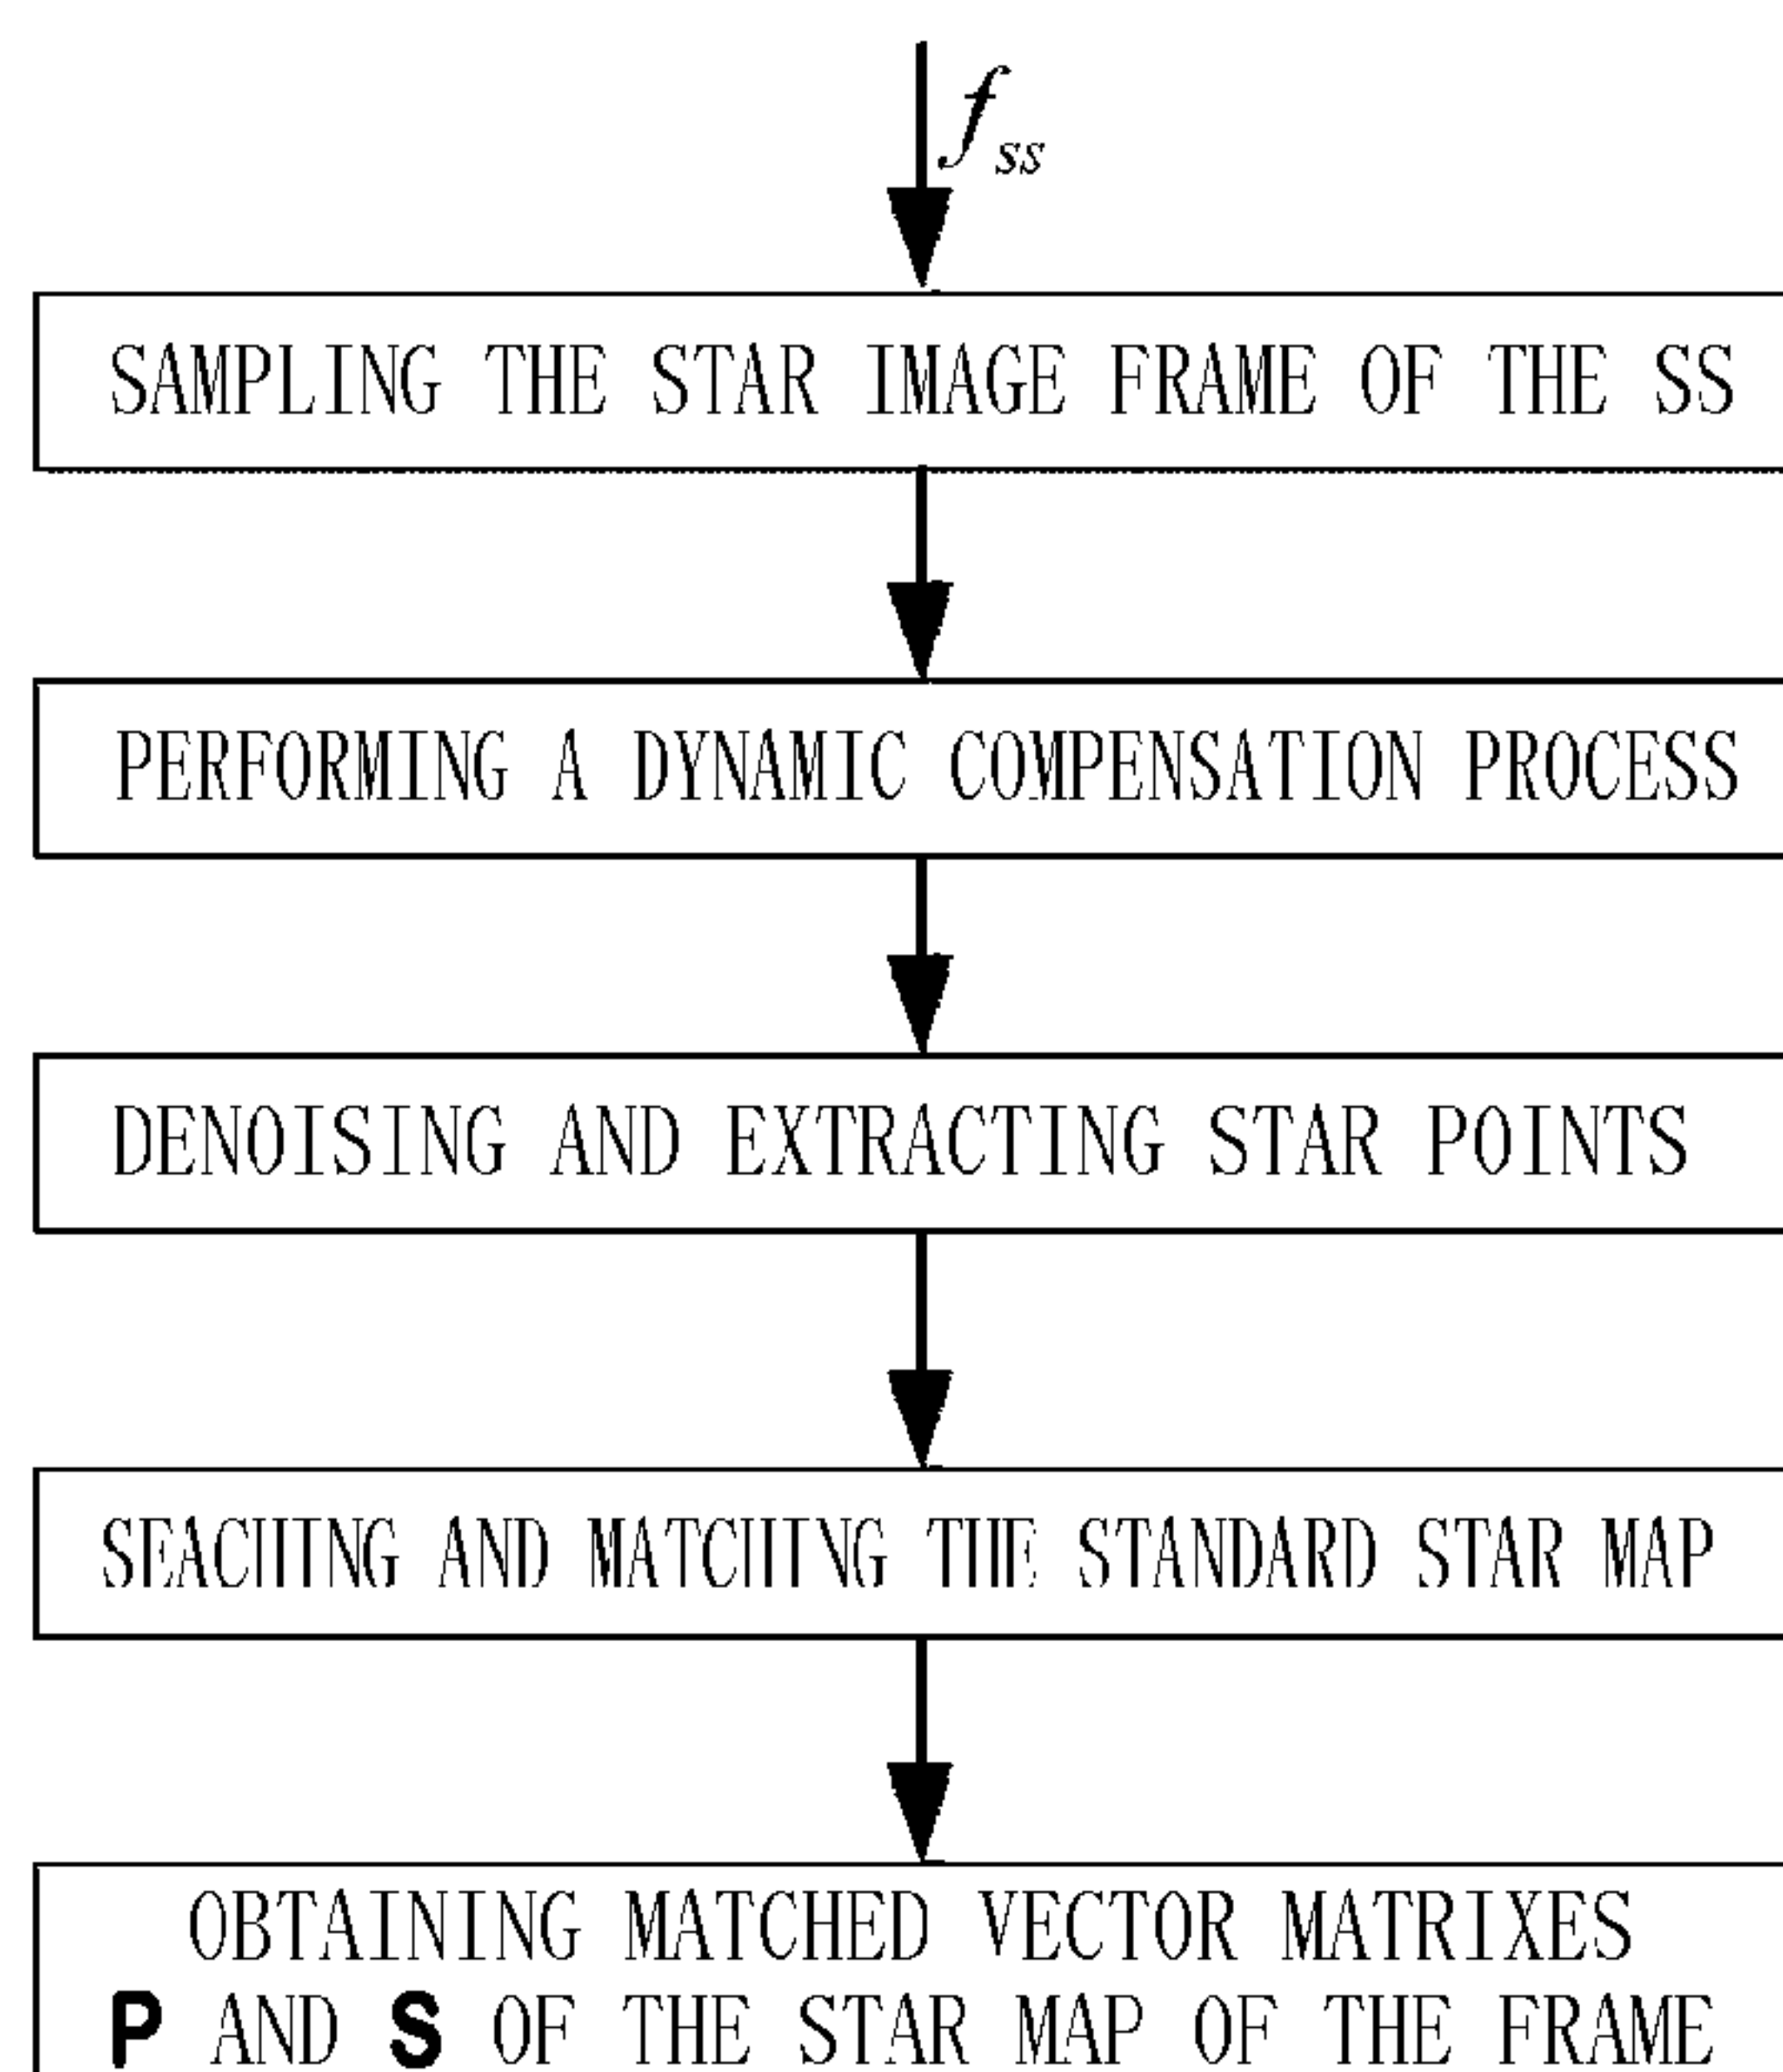 f_ss
SAMPLING THE STAR IMAGE FRAME OF THE SS
PERFORMING A DYNAMIC COMPENSATION PROCESS
DENOISING AND EXTRACTING STAR POINTS
SEACHING AND MATCHING THE STANDARD STAR MAP
OBTAINING MATCHED VECTOR MATRIXES
P AND S OF THE STAR MAP OF THE FRAME